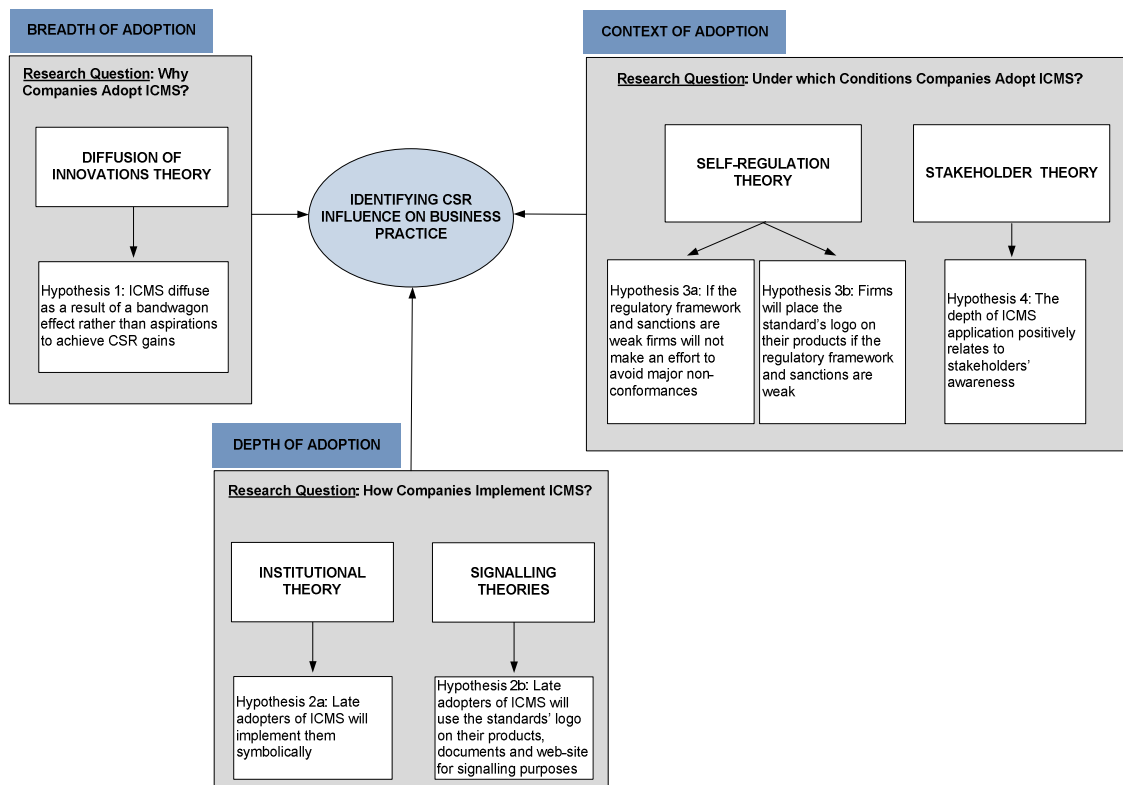 BREADTH OF ADOPTION
Research Question: Why
Companies Adopt ICMS?
DIFFUSION OF
INNOVATIONS THEORY
Hypothesis 1: ICMS diffuse
as a result of a bandwagon
effect rather than aspirations
to achieve CSR gains
IDENTIFYING CSR
INFLUENCE ON BUSINESS
PRACTICE
CONTEXT OF ADOPTION
Research Question: Under which Conditions Companies Adopt ICMS?
SELF-REGULATION
THEORY
STAKEHOLDER THEORY
Hypothesis 3a: If the
regulatory framework
and sanctions are
weak firms will not
make an effort to
avoid major non-
conformances
Hypothesis 3b: Firms
will place the
standard’s logo on
their products if the
regulatory framework
and sanctions are
weak
Hypothesis 4: The
depth of ICMS
application positively
relates to
stakeholders’
awareness
DEPTH OF ADOPTION
Research Question: How Companies Implement ICMS?
INSTITUTIONAL
THEORY
SIGNALLING
THEORIES
Hypothesis 2a: Late
adopters of ICMS will
implement them
symbolically
Hypothesis 2b: Late
adopters of ICMS will
use the standards’ logo
on their products,
documents and web-site
for signalling purposes